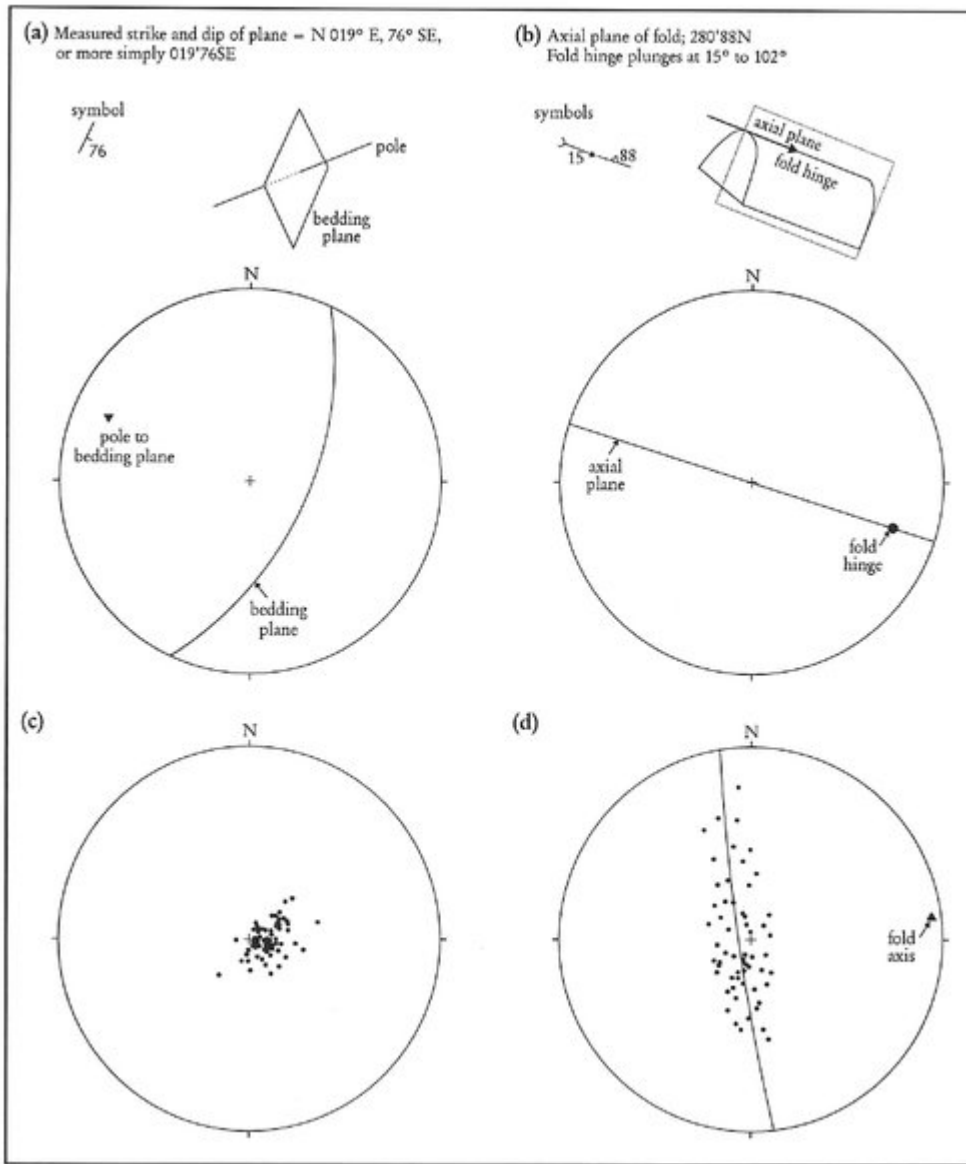 (a) Measured strike and dip of plane = N 019° E, 76° SE,
or more simply 019'76SE
symbol
76
pole
bedding
plane
N
pole to
bedding plane
bedding
plane
(b) Axial plane of fold; 280'88N
Fold hinge plunges at 15° to 102°
symbols
15
88
axial plane
fold hinge
N
axial
plane
fold
hinge
(c)
N
(d)
N
fold
axis